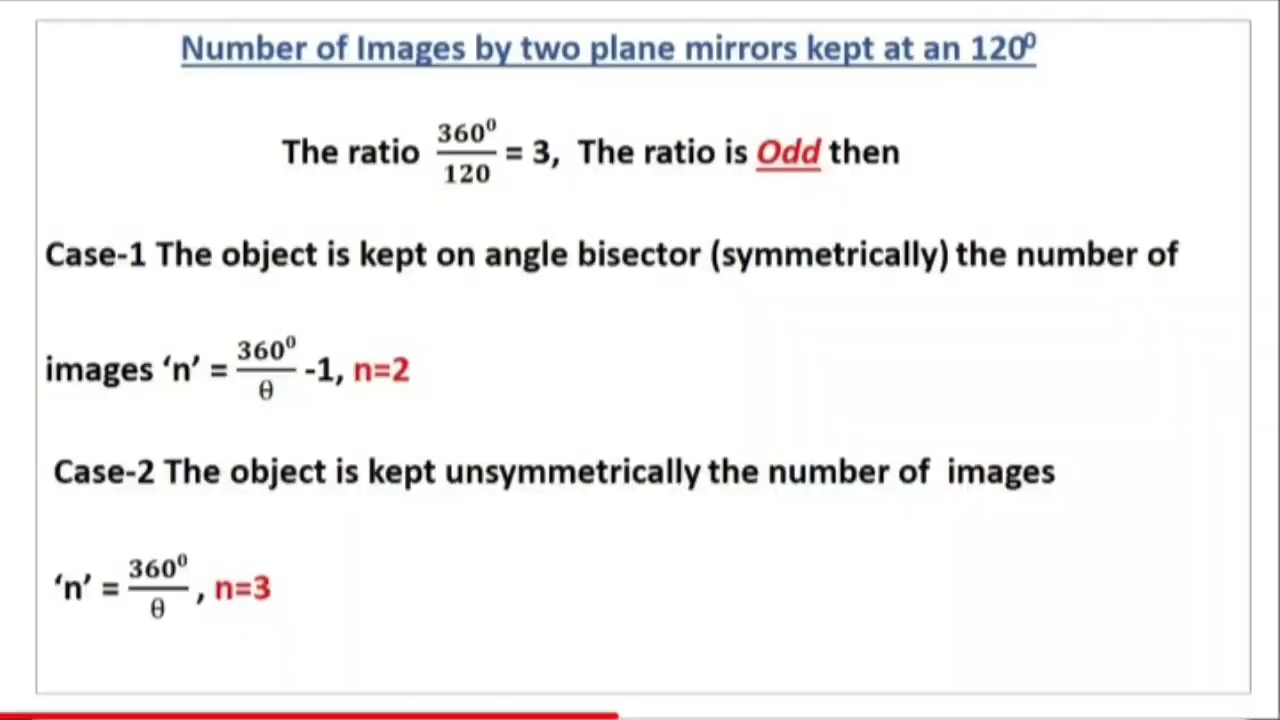 Number of Images by two plane mirrors kept at an 120⁰
The ratio 360⁰/120 = 3, The ratio is Odd then
Case-1 The object is kept on angle bisector (symmetrically) the number of
images ‘n’ = 360⁰/θ -1, n=2
Case-2 The object is kept unsymmetrically the number of images
‘n’ = 360⁰/θ , n=3